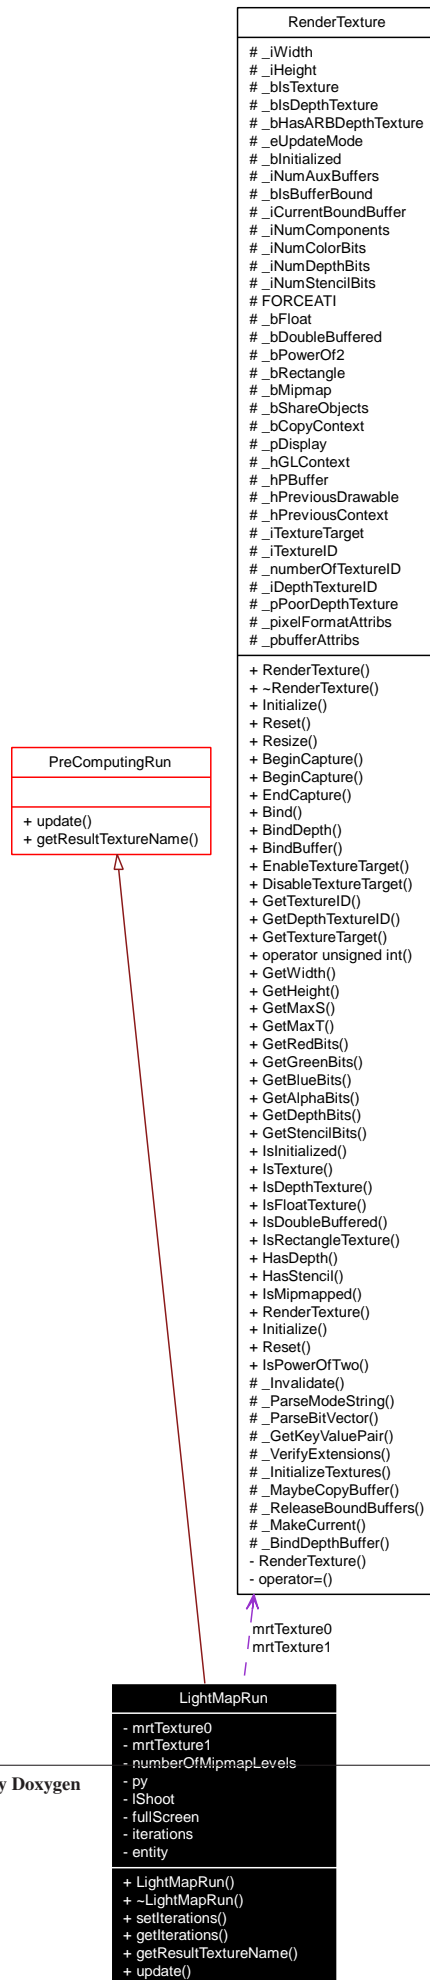 RenderTexture
# _iWidth
# _iHeight
# _bIsTexture
# _bIsDepthTexture
# _bHasARBDepthTexture
# _eUpdateMode
# _bInitialized
# _iNumAuxBuffers
# _bIsBufferBound
# _iCurrentBoundBuffer
# _iNumComponents
# _iNumColorBits
# _iNumDepthBits
# _iNumStencilBits
# FORCEATI
# _bFloat
# _bDoubleBuffered
# _bPowerOf2
# _bRectangle
# _bMipmap
# _bShareObjects
# _bCopyContext
# _pDisplay
# _hGLContext
# _hPBuffer
# _hPreviousDrawable
# _hPreviousContext
# _iTextureTarget
# _iTextureID
# _numberOfTextureID
# _iDepthTextureID
# _pPoorDepthTexture
# _pixelFormatAttribs
# _pbufferAttribs
+ RenderTexture()
+ ~RenderTexture()
+ Initialize()
+ Reset()
+ Resize()
+ BeginCapture()
+ BeginCapture()
+ EndCapture()
+ Bind()
+ BindDepth()
+ BindBuffer()
+ EnableTextureTarget()
+ DisableTextureTarget()
+ GetTextureID()
+ GetDepthTextureID()
+ GetTextureTarget()
+ operator unsigned int()
+ GetWidth()
+ GetHeight()
+ GetMaxS()
+ GetMaxT()
+ GetRedBits()
+ GetGreenBits()
+ GetBlueBits()
+ GetAlphaBits()
+ GetDepthBits()
+ GetStencilBits()
+ IsInitialized()
+ IsTexture()
+ IsDepthTexture()
+ IsFloatTexture()
+ IsDoubleBuffered()
+ IsRectangleTexture()
+ HasDepth()
+ HasStencil()
+ IsMipmapped()
+ RenderTexture()
+ Initialize()
+ Reset()
+ IsPowerOfTwo()
# _Invalidate()
# _ParseModeString()
# _ParseBitVector()
# _GetKeyValuePair()
# _VerifyExtensions()
# _InitializeTextures()
# _MaybeCopyBuffer()
# _ReleaseBoundBuffers()
# _MakeCurrent()
# _BindDepthBuffer()
- RenderTexture()
- operator=()
PreComputingRun
+ update()
+ getResultTextureName()
mrtTexture0
mrtTexture1
LightMapRun
- mrtTexture0
- mrtTexture1
- numberOfMipmapLevels
- py
- lShoot
- fullScreen
- iterations
- entity
+ LightMapRun()
+ ~LightMapRun()
+ setIterations()
+ getIterations()
+ getResultTextureName()
+ update()
y Doxygen